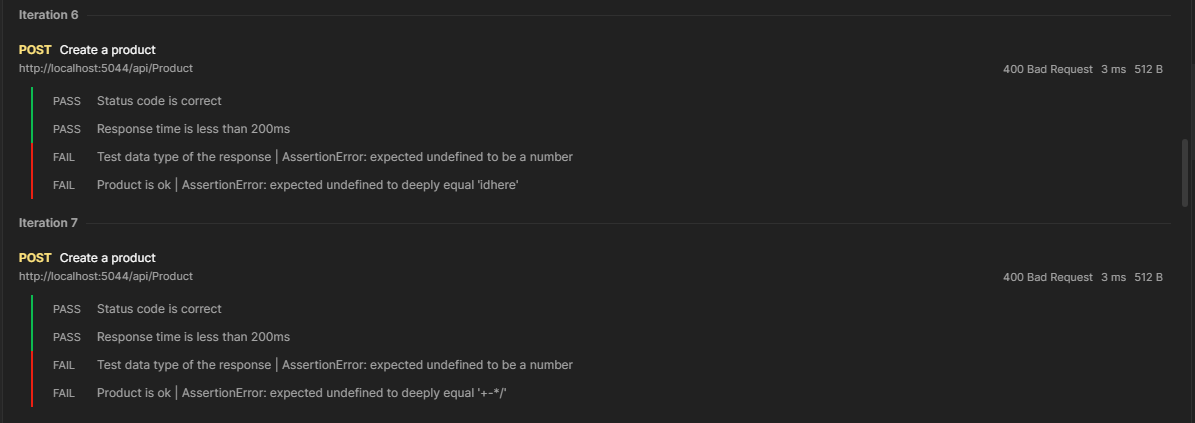 Iteration 6
POST Create a product
http://localhost:5044/api/Product
400 Bad Request 3 ms 512 B
PASS Status code is correct
PASS Response time is less than 200ms
FAIL Test data type of the response | AssertionError: expected undefined to be a number
FAIL Product is ok | AssertionError: expected undefined to deeply equal 'idhere'
Iteration 7
POST Create a product
http://localhost:5044/api/Product
400 Bad Request 3 ms 512 B
PASS Status code is correct
PASS Response time is less than 200ms
FAIL Test data type of the response | AssertionError: expected undefined to be a number
FAIL Product is ok | AssertionError: expected undefined to deeply equal '+-*/'